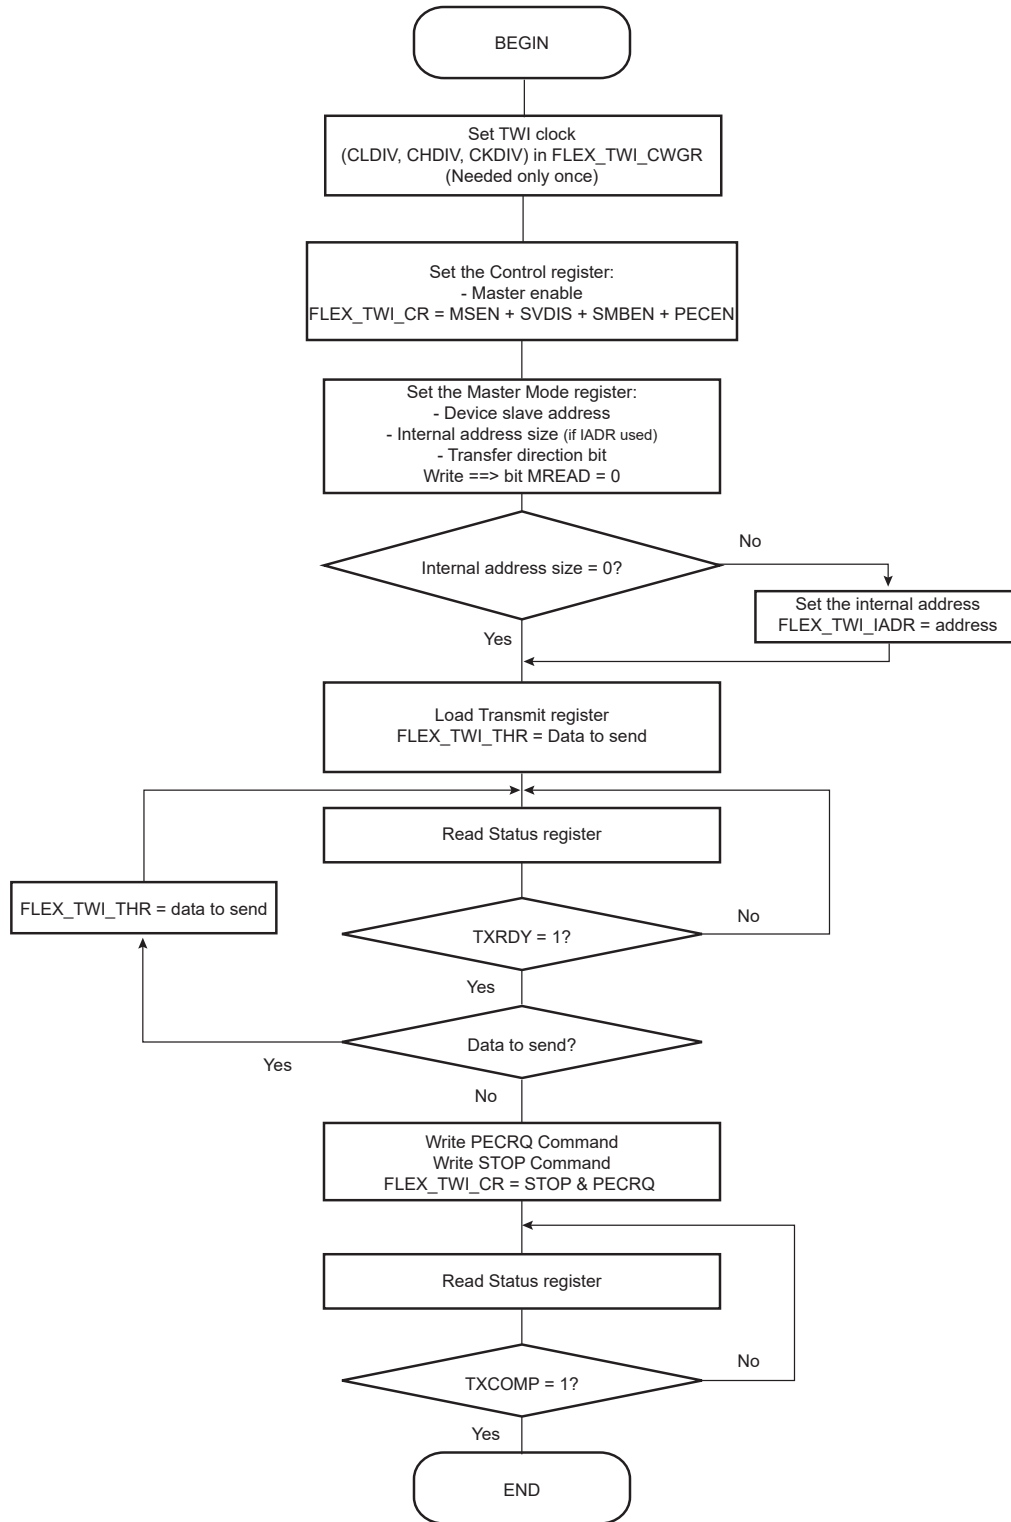 BEGIN
Set TWI clock
(CLDIV, CHDIV, CKDIV) in FLEX_TWI_CWGR
(Needed only once)
Set the Control register:
- Master enable
FLEX_TWI_CR = MSEN + SVDIS + SMBEN + PECEN
Set the Master Mode register:
- Device slave address
- Internal address size (if IADR used)
- Transfer direction bit
Write ==> bit MREAD = 0
Internal address size = 0?
No
Set the internal address
FLEX_TWI_IADR = address
Yes
Load Transmit register
FLEX_TWI_THR = Data to send
Read Status register
FLEX_TWI_THR = data to send
TXRDY = 1?
No
Yes
Data to send?
Yes
No
Write PECRQ Command
Write STOP Command
FLEX_TWI_CR = STOP & PECRQ
Read Status register
TXCOMP = 1?
No
Yes
END